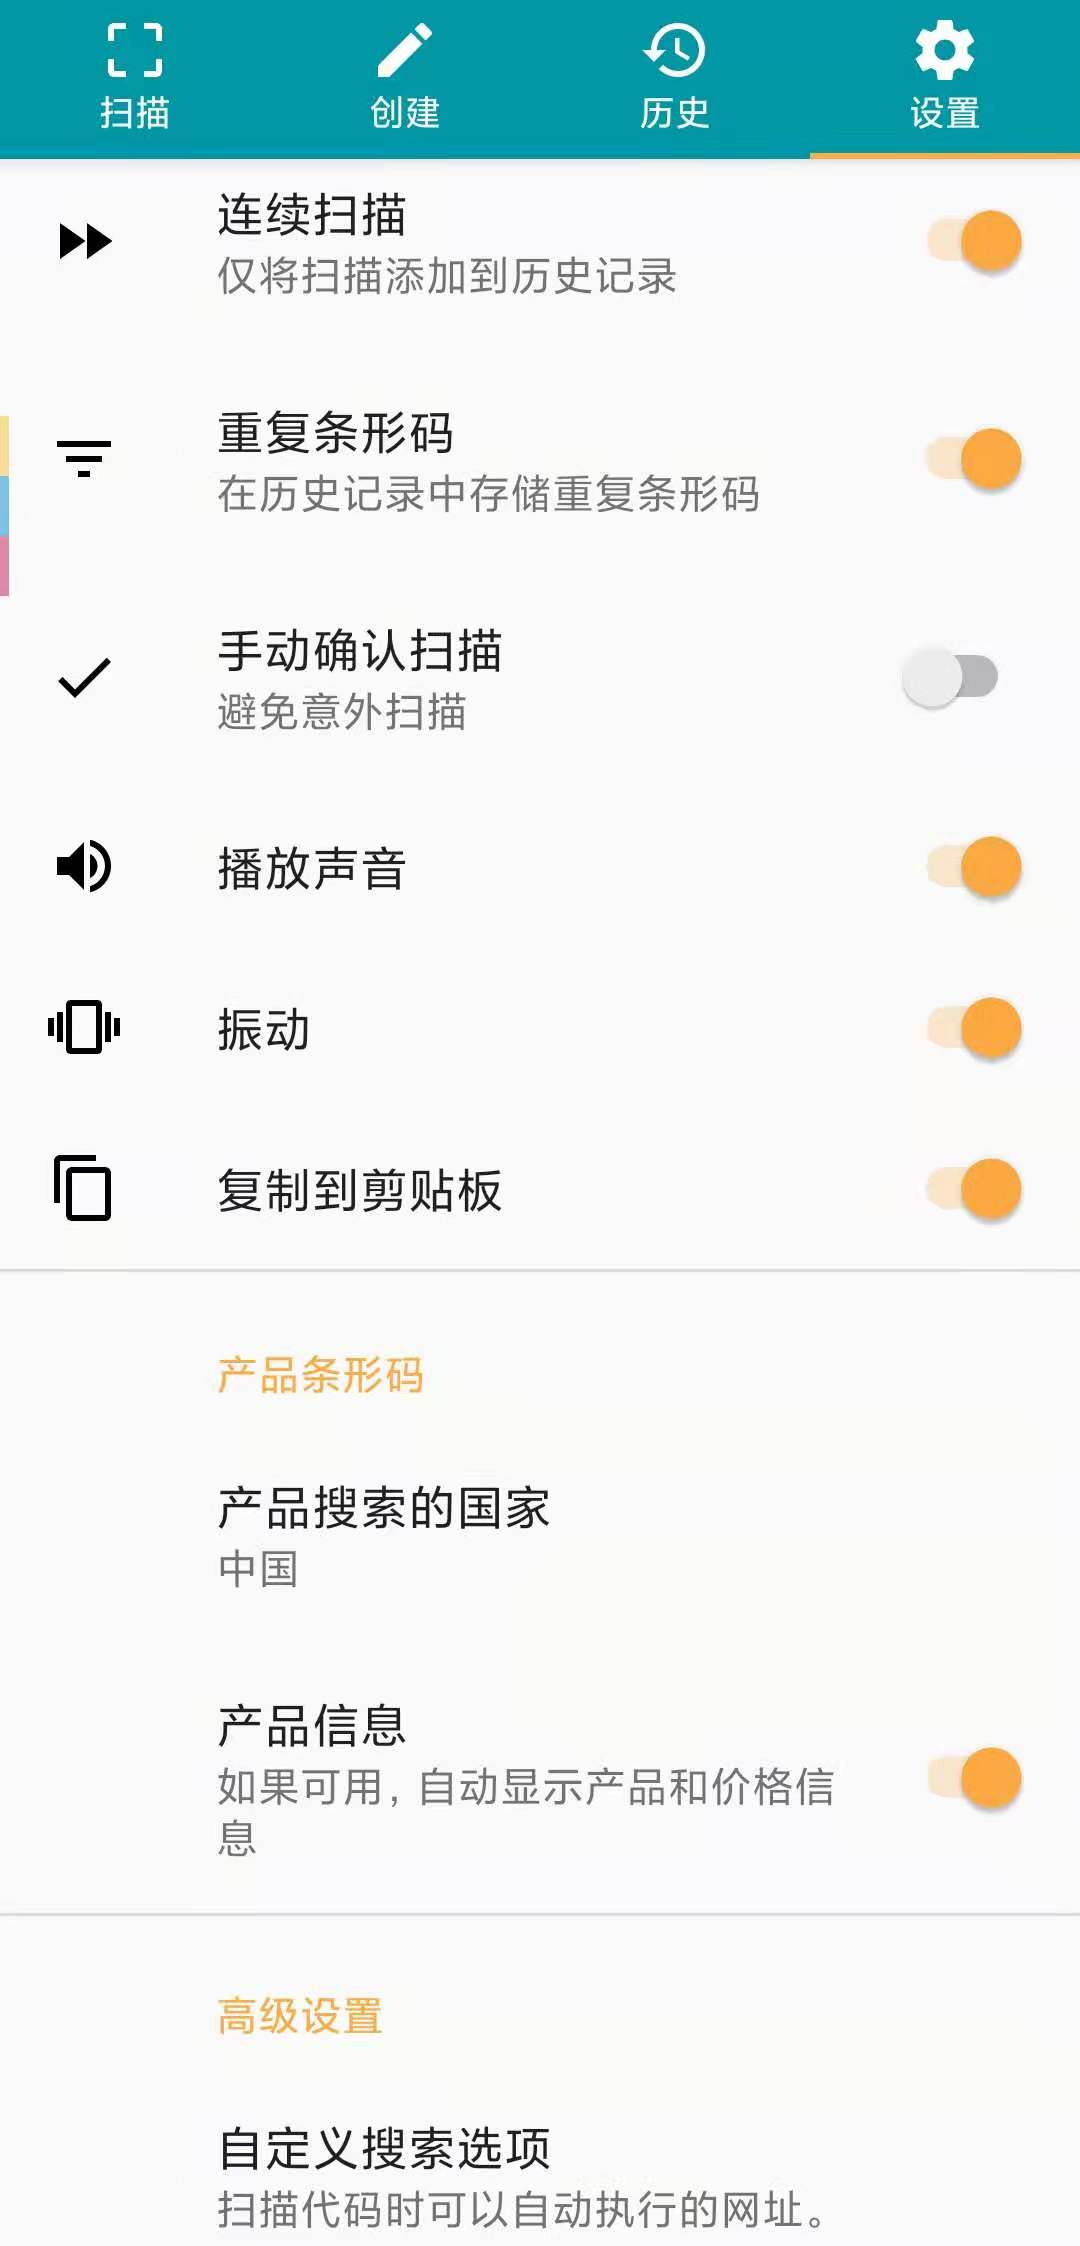 扫描
创建
历史
设置
连续扫描
仅将扫描添加到历史记录
重复条形码
在历史记录中存储重复条形码
手动确认扫描
避免意外扫描
播放声音
振动
复制到剪贴板
产品条形码
产品搜索的国家
中国
产品信息
如果可用，自动显示产品和价格信
息
高级设置
自定义搜索选项
扫描代码时可以自动执行的网址。